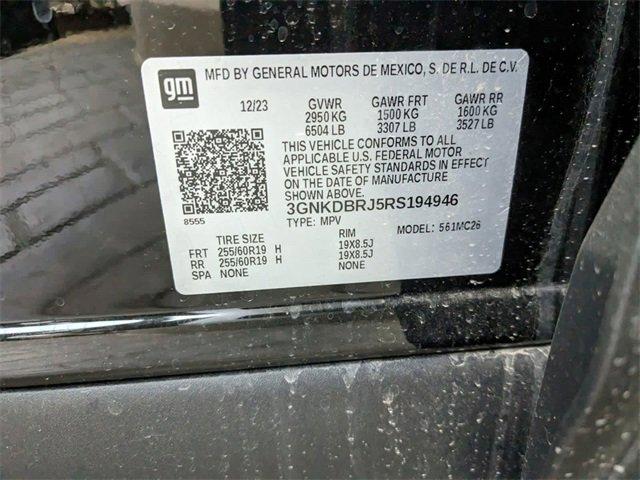 gm MFD BY GENERAL MOTORS DE MEXICO, S. DE R.L. DE C.V.
12/23 GVWR GAWR FRT GAWR RR
2950 KG 1500 KG 1600 KG
6504 LB 3307 LB 3527 LB
THIS VEHICLE CONFORMS TO ALL
APPLICABLE U.S. FEDERAL MOTOR
VEHICLE SAFETY STANDARDS IN EFFECT
ON THE DATE OF MANUFACTURE
SHOWN ABOVE.
8555 3GNKDBRJ5RS194946
TYPE: MPV MODEL: 561MC26
TIRE SIZE RIM
FRT 255/60R19 H 19X8.5J
RR 255/60R19 H 19X8.5J
SPA NONE NONE